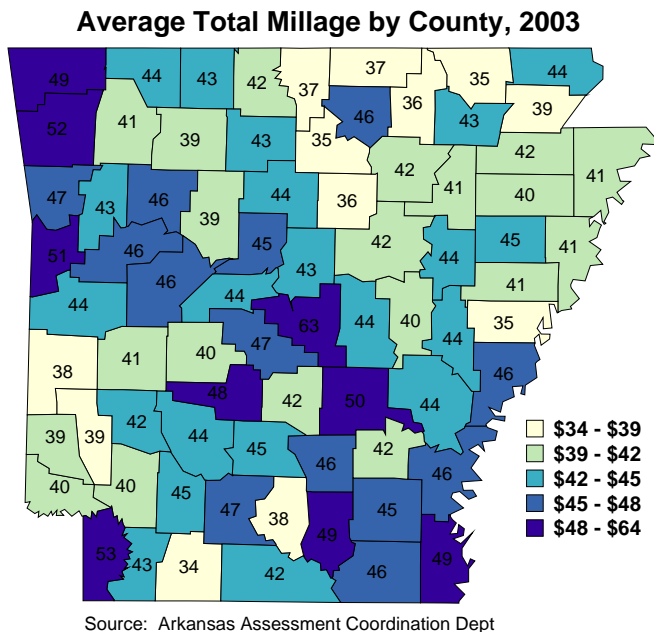 Average Total Millage by County, 2003
37
49 44 43 42 37 35 44
46 36 39
52 41 39 43 35 43
42 42
41
47 43 46 39 44 36 41 40
45 42 45 41
51 46 43 44
46 41
44 44 63 44 40 44 35
47
38 41 40 46
48 42 50 44
39 39 42 44 45 46 42 46
40 40 45 47 38 49 45 49
53 43 34 42 46
$34 - $39
$39 - $42
$42 - $45
$45 - $48
$48 - $64
Source: Arkansas Assessment Coordination Dept